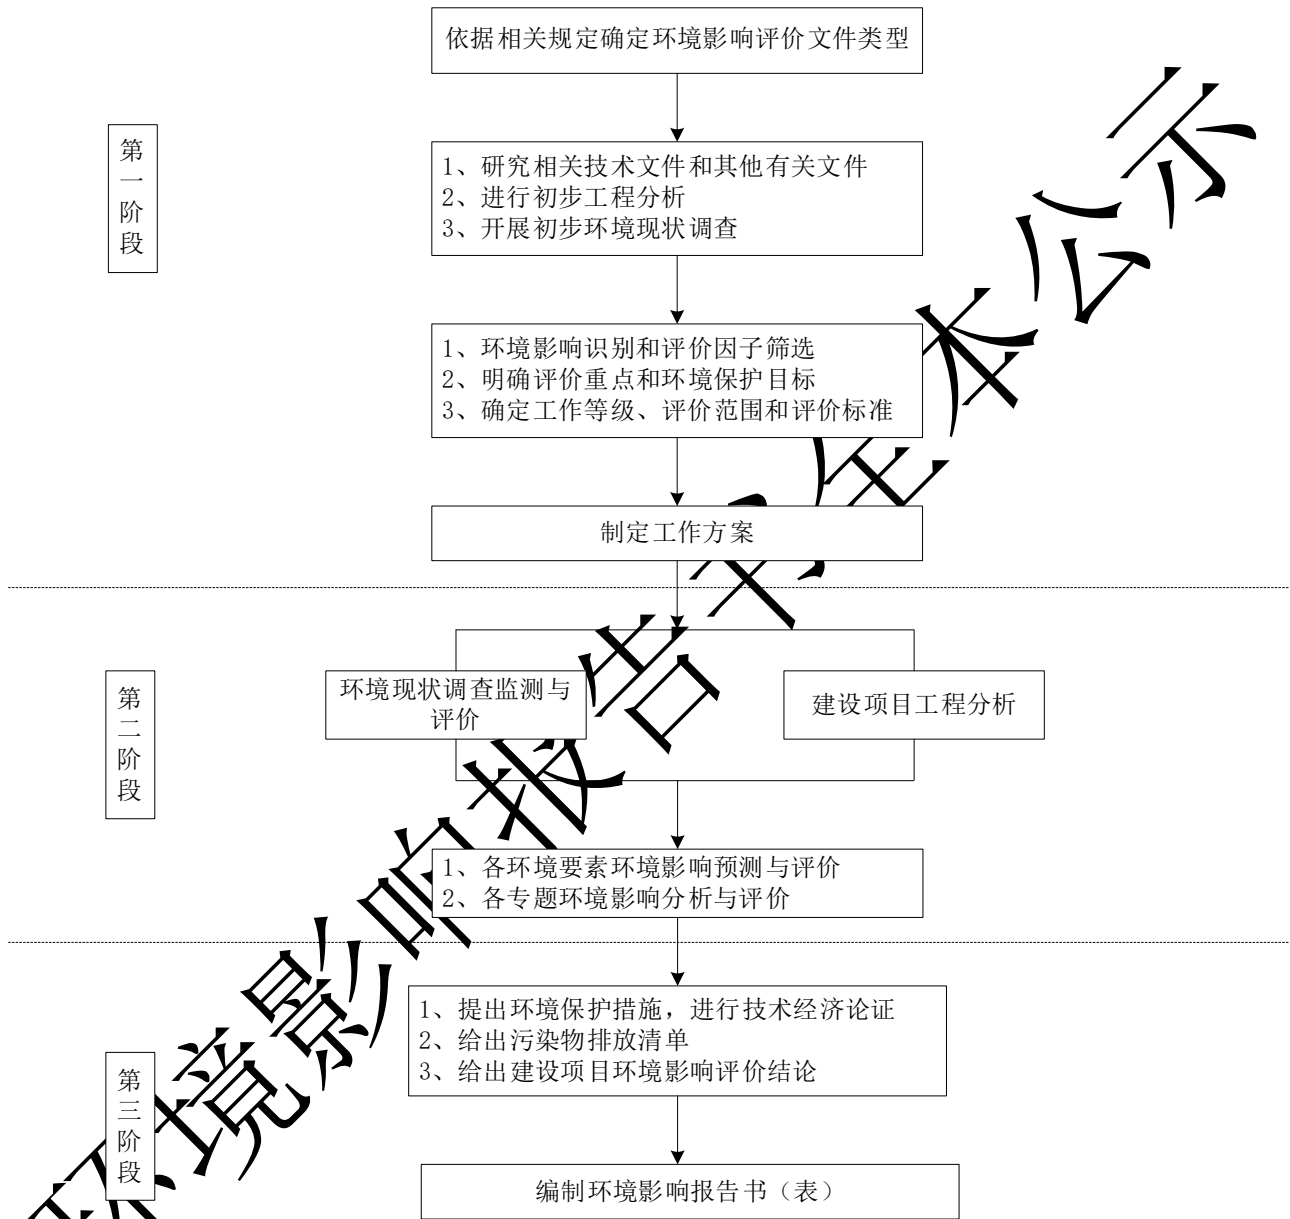 依据相关规定确定环境影响评价文件类型
第一阶段
1、研究相关技术文件和其他有关文件
2、进行初步工程分析
3、开展初步环境现状调查
1、环境影响识别和评价因子筛选
2、明确评价重点和环境保护目标
3、确定工作等级、评价范围和评价标准
制定工作方案
第二阶段
环境现状调查监测与
评价
建设项目工程分析
1、各环境要素环境影响预测与评价
2、各专题环境影响分析与评价
第三阶段
1、提出环境保护措施，进行技术经济论证
2、给出污染物排放清单
3、给出建设项目环境影响评价结论
编制环境影响报告书（表）
环境影响报告书全本公示